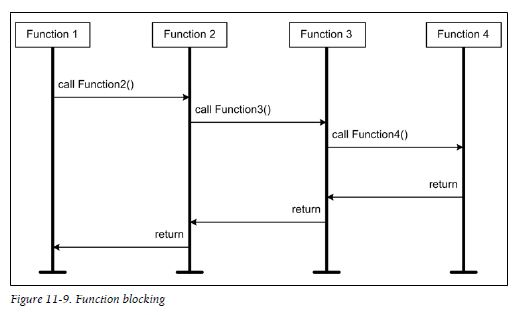 Function 1
Function 2
Function 3
Function 4
call Function2()
call Function3()
call Function4()
return
return
return
Figure 11-9. Function blocking